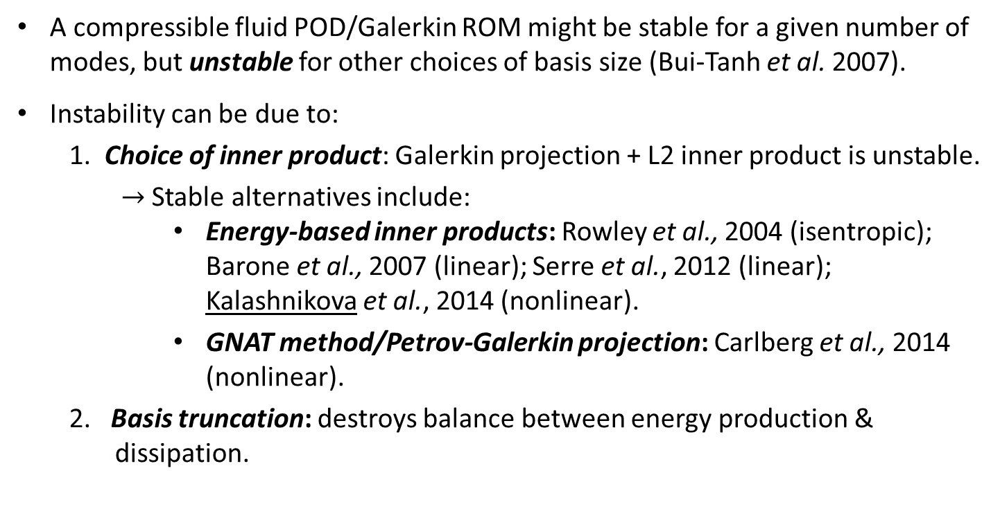 • A compressible fluid POD/Galerkin ROM might be stable for a given number of
modes, but unstable for other choices of basis size (Bui-Tanh et al. 2007).
• Instability can be due to:
1. Choice of inner product: Galerkin projection + L2 inner product is unstable.
→ Stable alternatives include:
• Energy-based inner products: Rowley et al., 2004 (isentropic);
Barone et al., 2007 (linear); Serre et al., 2012 (linear);
Kalashnikova et al., 2014 (nonlinear).
• GNAT method/Petrov-Galerkin projection: Carlberg et al., 2014
(nonlinear).
2. Basis truncation: destroys balance between energy production &
dissipation.